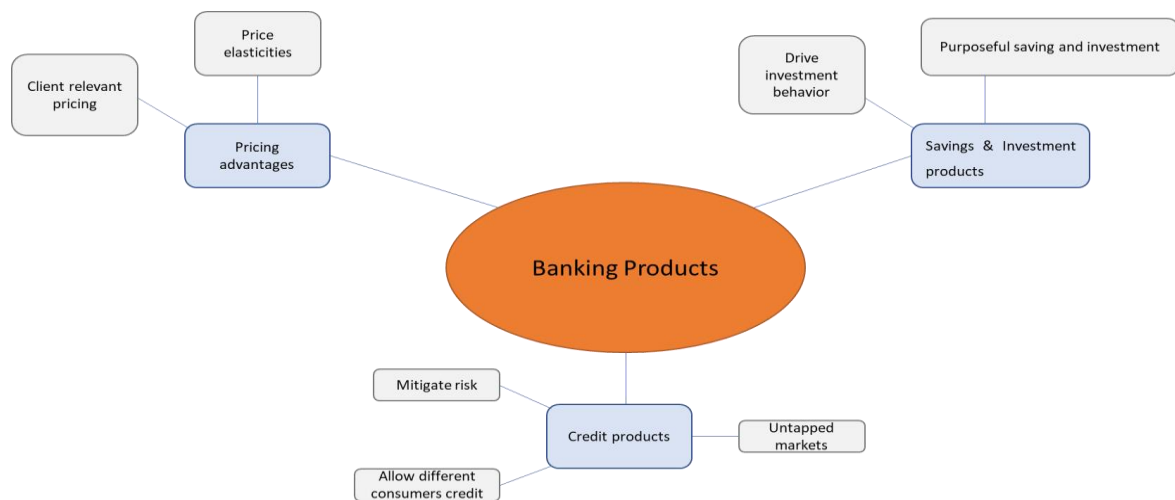 Price
elasticities
Client relevant
pricing
Pricing
advantages
Purposeful saving and investment
Drive
investment
behavior
Savings & Investment
products
Banking Products
Mitigate risk
Credit products
Untapped
markets
Allow different
consumers credit